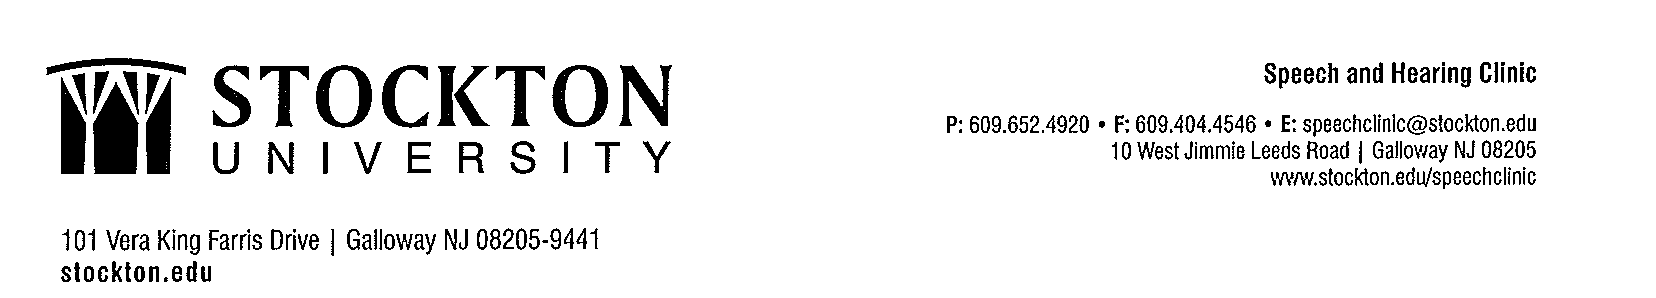 STOCKTON
UNIVERSITY
101 Vera King Farris Drive | Galloway NJ 08205-9441
stockton.edu
Speech and Hearing Clinic
P: 609.652.4920 • F: 609.404.4546 • E: speechclinic@stockton.edu
10 West Jimmie Leeds Road | Galloway NJ 08205
www.stockton.edu/speechclinic